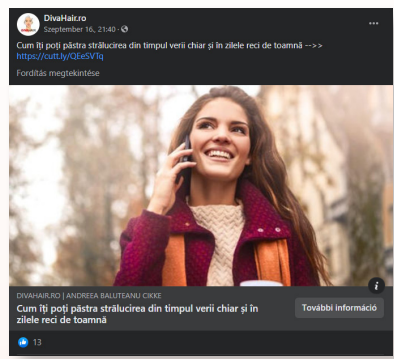 DivaHair.ro
Szeptember 16., 21:40 ·
Cum îți poți păstra strălucirea din timpul verii chiar și în zilele reci de toamnă -->>
https://cutt.ly/QEeSVTq
Fordítás megtekintése
DIVAHAIR.RO | ANDREEA BALUTEANU CIKKE
Cum îți poți păstra strălucirea din timpul verii chiar și în
zilele reci de toamnă
További információ
13